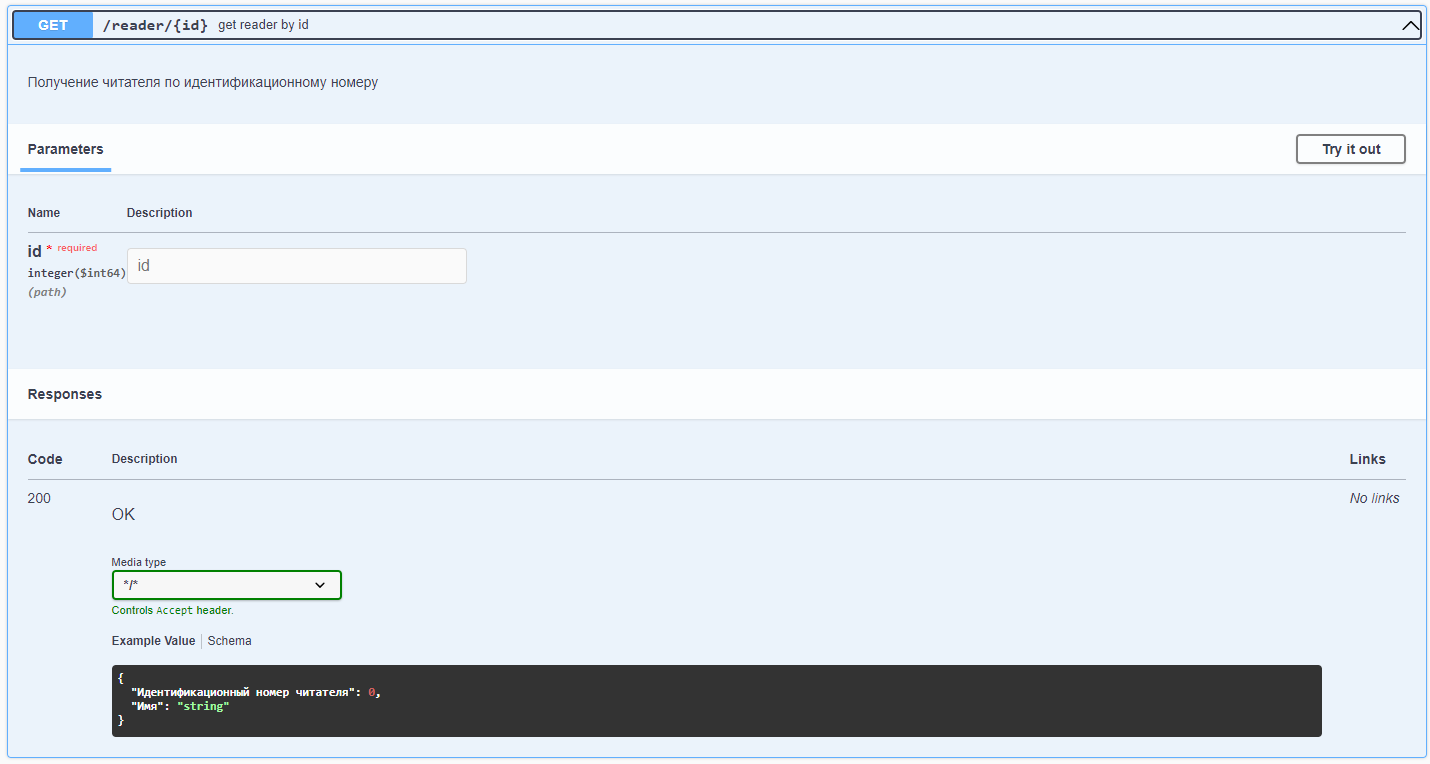 GET /reader/{id} get reader by id
Получение читателя по идентификационному номеру
Parameters Try it out
Name Description
id * required
integer($int64) id
(path)
Responses
Code Description Links
200 No links
OK
Media type
*/*
Controls Accept header.
Example Value Schema
{
"Идентификационный номер читателя": 0,
"Имя": "string"
}